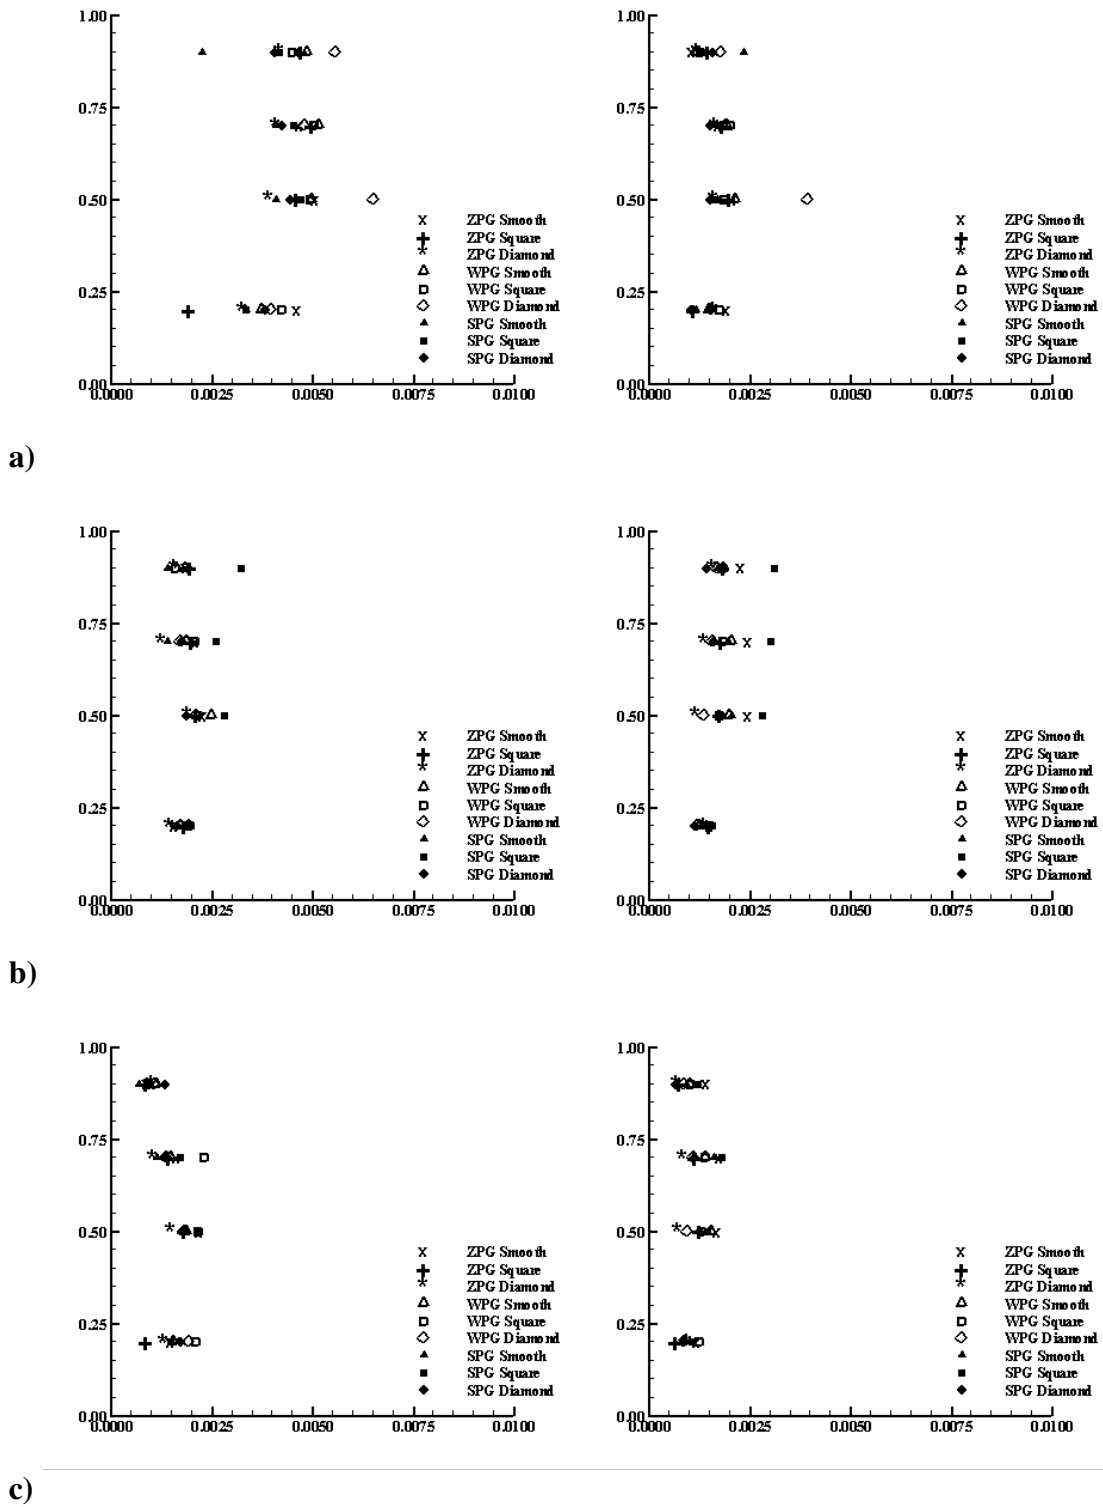 1.00
0.75
0.50
0.25
0.00
0.0000 0.0025 0.0050 0.0075 0.0100
ZPG Smooth
ZPG Square
ZPG Diamond
WPG Smooth
WPG Square
WPG Diamond
SPG Smooth
SPG Square
SPG Diamond
1.00
0.75
0.50
0.25
0.00
0.0000 0.0025 0.0050 0.0075 0.0100
ZPG Smooth
ZPG Square
ZPG Diamond
WPG Smooth
WPG Square
WPG Diamond
SPG Smooth
SPG Square
SPG Diamond
a)
1.00
0.75
0.50
0.25
0.00
0.0000 0.0025 0.0050 0.0075 0.0100
ZPG Smooth
ZPG Square
ZPG Diamond
WPG Smooth
WPG Square
WPG Diamond
SPG Smooth
SPG Square
SPG Diamond
1.00
0.75
0.50
0.25
0.00
0.0000 0.0025 0.0050 0.0075 0.0100
ZPG Smooth
ZPG Square
ZPG Diamond
WPG Smooth
WPG Square
WPG Diamond
SPG Smooth
SPG Square
SPG Diamond
b)
1.00
0.75
0.50
0.25
0.00
0.0000 0.0025 0.0050 0.0075 0.0100
ZPG Smooth
ZPG Square
ZPG Diamond
WPG Smooth
WPG Square
WPG Diamond
SPG Smooth
SPG Square
SPG Diamond
1.00
0.75
0.50
0.25
0.00
0.0000 0.0025 0.0050 0.0075 0.0100
ZPG Smooth
ZPG Square
ZPG Diamond
WPG Smooth
WPG Square
WPG Diamond
SPG Smooth
SPG Square
SPG Diamond
c)